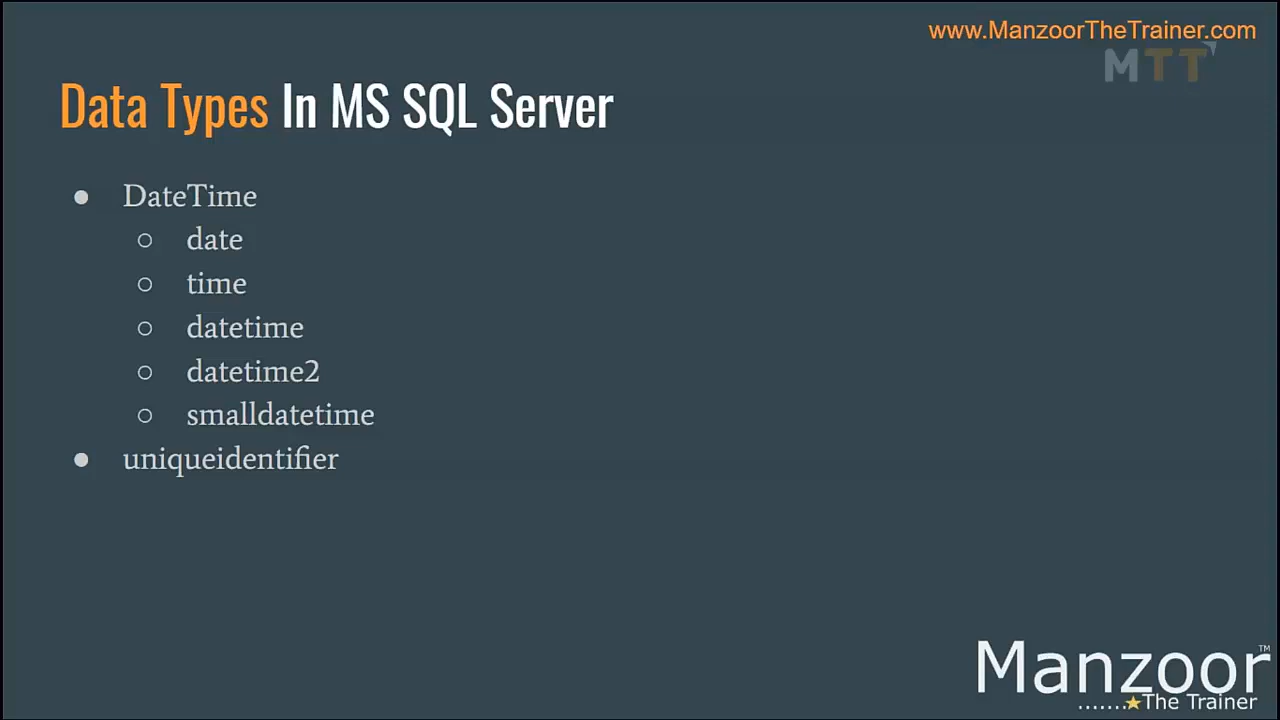 www.ManzoorTheTrainer.com
MTT
Data Types In MS SQL Server
● DateTime
○ date
○ time
○ datetime
○ datetime2
○ smalldatetime
● uniqueidentifier
Manzoor™
.......★The Trainer